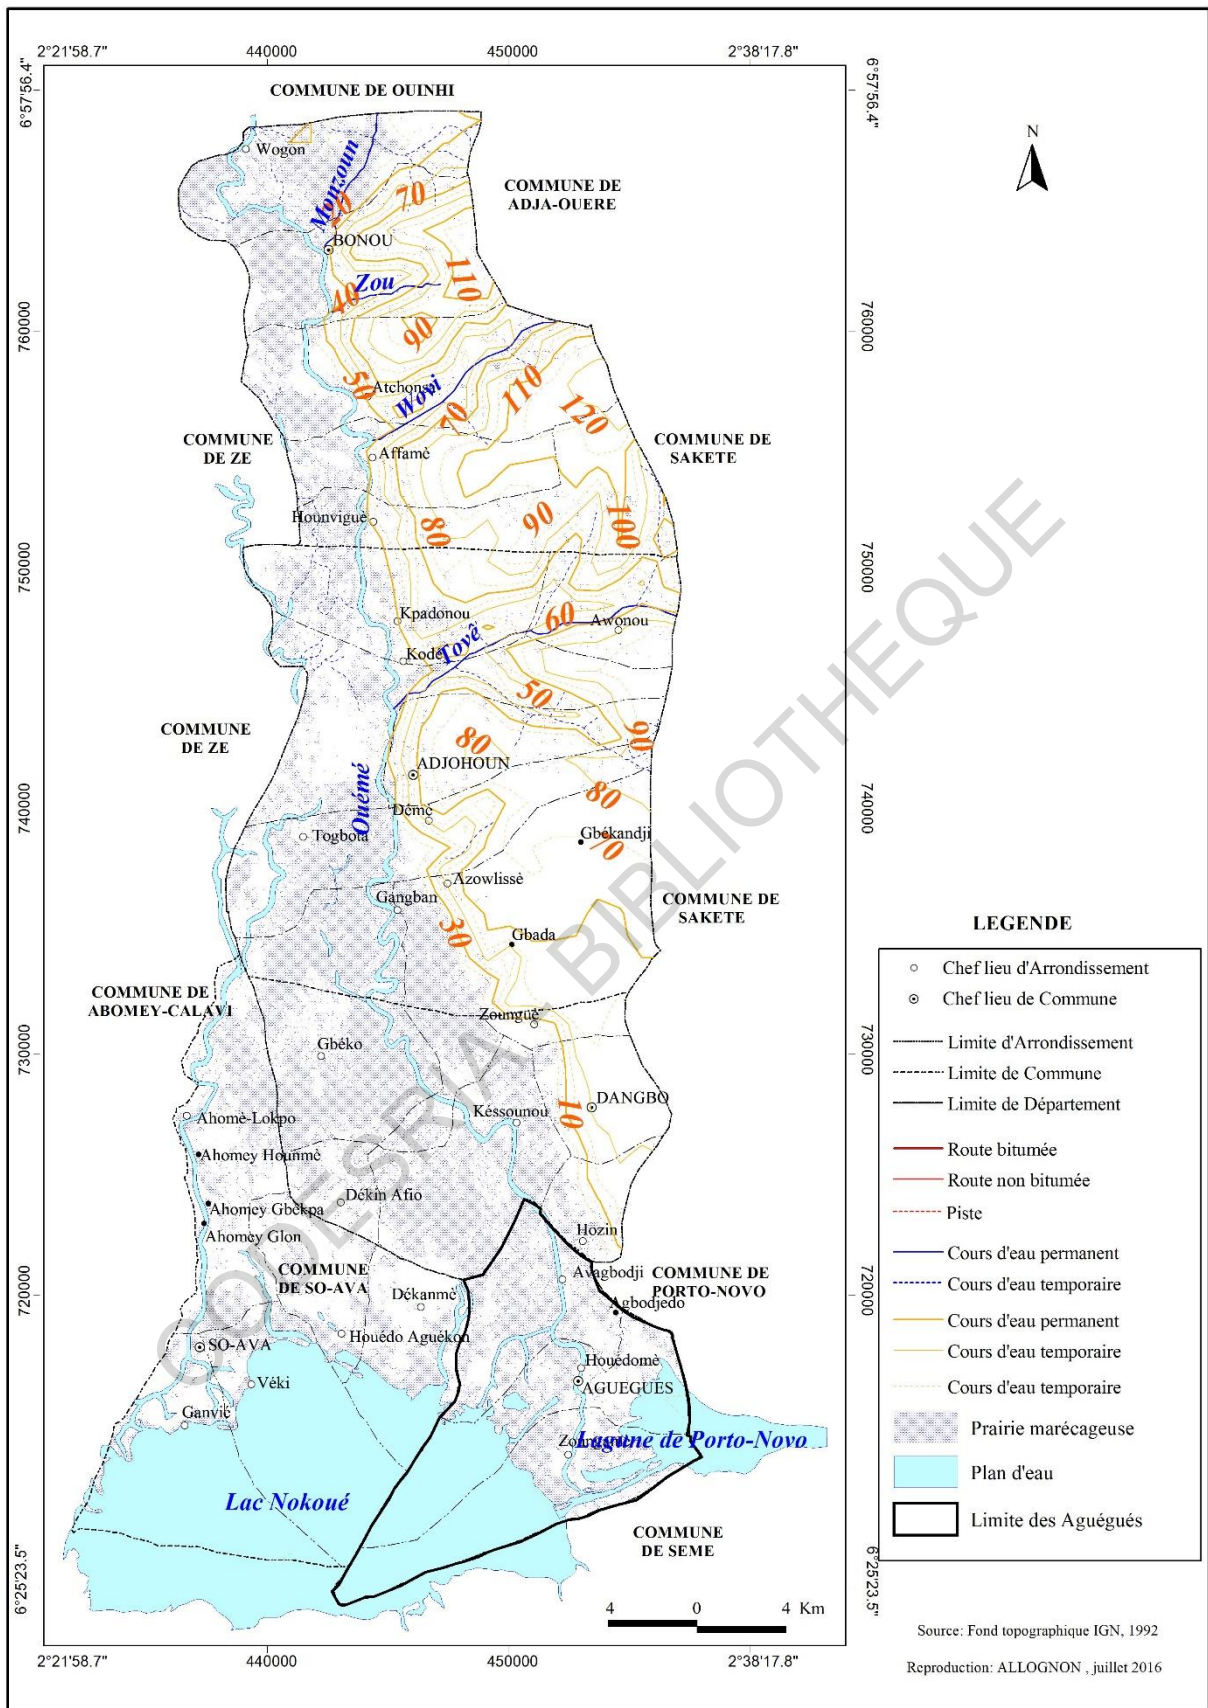 2°21'58.7"
440000
450000
2°38'17.8"
6°57'56.4"
6°57'56.4"
COMMUNE DE OUINHI
Wogon
N
Monzoun
COMMUNE DE
ADJA-OUERE
20
70
BONOU
110
Zou
40
760000
760000
90
50
Atchonsa
Wovi
70
110
120
COMMUNE
DE ZE
COMMUNE DE
SAKETE
Affamè
Hounviguè
80
90
100
750000
750000
Kpadonou
60
Awonou
Kodé
Tovê
50
COMMUNE
DE ZE
80
90
ADJOHOUN
Ouémé
80
740000
740000
Dêmè
Togbota
Gbékandji
70
Azowlissè
Gangban
COMMUNE DE
SAKETE
30
Gbada
COMMUNE DE
ABOMEY-CALAVI
Zounguè
Gbéko
730000
730000
DANGBO
10
Ahomè-Lokpo
Késsounou
Ahomey Hounmè
Dékin Afio
Ahomey Gbékpa
Ahomey Glon
Hozin
COMMUNE
DE SO-AVA
Avagbodji
COMMUNE DE
PORTO-NOVO
720000
720000
Dékanmè
Agbodjedo
SO-AVA
Houédo Aguékon
Houédomè
Véki
AGUEGUES
Ganvié
Lagune de Porto-Novo
Lac Nokoué
COMMUNE
DE SEME
6°25'23.5"
6°25'23.5"
4 0 4 Km
2°21'58.7"
440000
450000
2°38'17.8"
LEGENDE
Chef lieu d'Arrondissement
Chef lieu de Commune
Limite d'Arrondissement
Limite de Commune
Limite de Département
Route bitumée
Route non bitumée
Piste
Cours d'eau permanent
Cours d'eau temporaire
Cours d'eau permanent
Cours d'eau temporaire
Cours d'eau temporaire
Prairie marécageuse
Plan d'eau
Limite des Aguégués
Source: Fond topographique IGN, 1992
Reproduction: ALLOGNON , juillet 2016
CODESRIA - BIBLIOTHEQUE